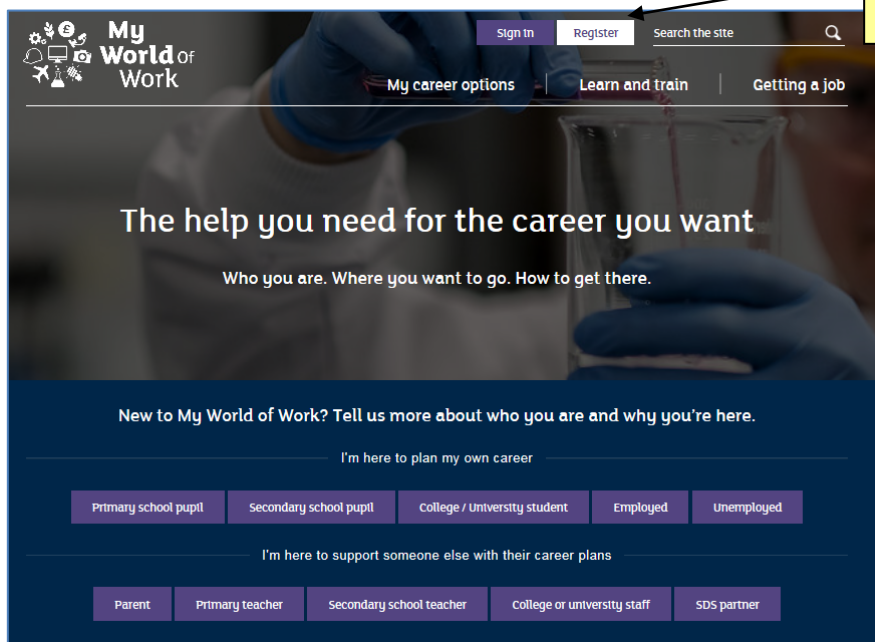 My
World Of
Work
Sign in
Register
Search the site
My career options
Learn and train
Getting a job
The help you need for the career you want
Who you are. Where you want to go. How to get there.
New to My World of Work? Tell us more about who you are and why you're here.
I'm here to plan my own career
Primary school pupil
Secondary school pupil
College / University student
Employed
Unemployed
I'm here to support someone else with their career plans
Parent
Primary teacher
Secondary school teacher
College or university staff
SDS partner